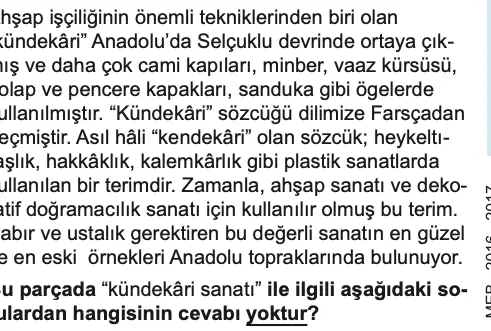 hşap işçiliğinin önemli tekniklerinden biri olan
kündekâri” Anadolu’da Selçuklu devrinde ortaya çık-
mış ve daha çok cami kapıları, minber, vaaz kürsüsü,
olap ve pencere kapakları, sanduka gibi ögelerde
ullanılmıştır. “Kündekâri” sözcüğü dilimize Farsçadan
eçmiştir. Asıl hâli “kendekâri” olan sözcük; heykeltı-
aşlık, hakkâklık, kalemkârlık gibi plastik sanatlarda
ullanılan bir terimdir. Zamanla, ahşap sanatı ve deko-
atif doğramacılık sanatı için kullanılır olmuş bu terim.
abır ve ustalık gerektiren bu değerli sanatın en güzel
e en eski örnekleri Anadolu topraklarında bulunuyor.
u parçada “kündekâri sanatı” ile ilgili aşağıdaki so-
ulardan hangisinin cevabı yoktur?
MEB 2016 - 2017